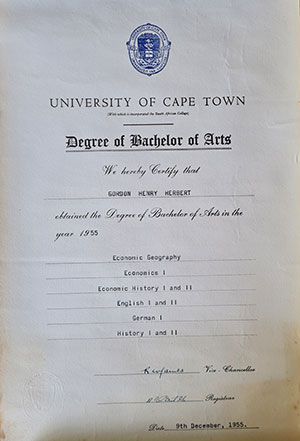 UNIVERSITY OF CAPE TOWN
(With which is incorporated the South African College)
Degree of Bachelor of Arts
We hereby Certify that
GORDON HENRY HERBERT
obtained the Degree of Bachelor of Arts in the
year 1955
Economic Geography
Economics I
Economic History I and II
English I and II
German I
History I and II
Vice-Chancellor
Registrar
Date 9th December, 1955.